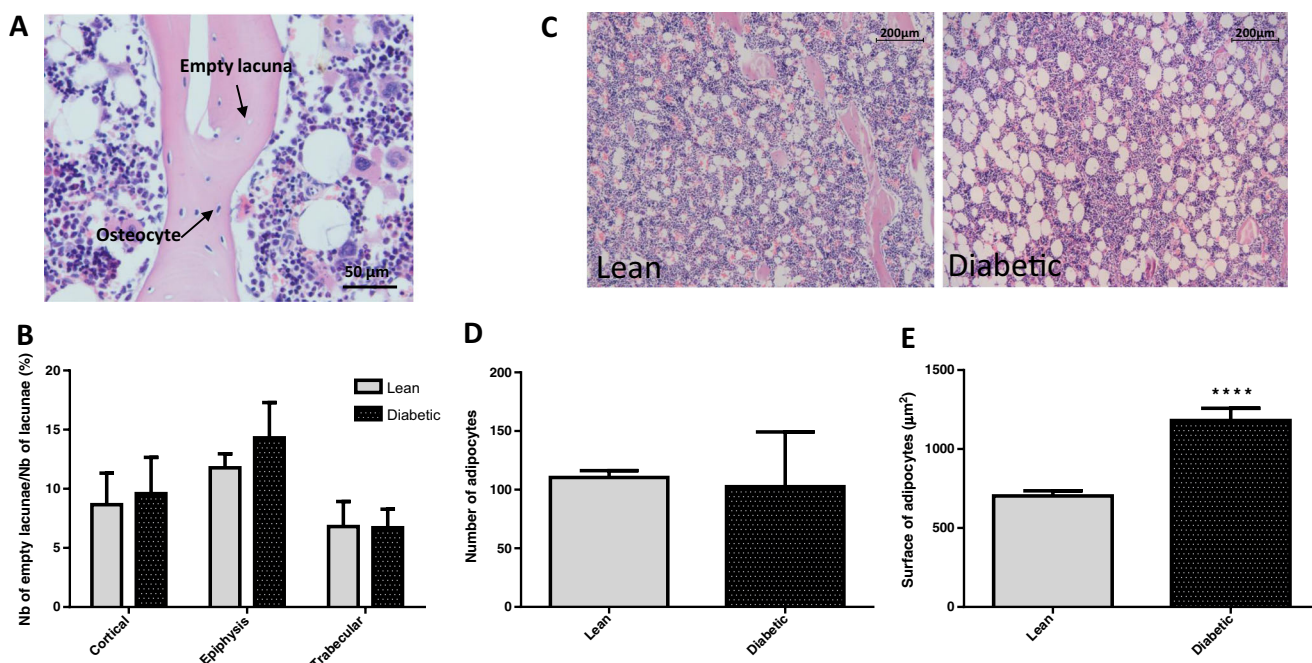 A
Empty lacuna
Osteocyte
50 µm
C
200µm
Lean
200µm
Diabetic
B
Nb of empty lacunae/Nb of lacunae (%)
20
15
10
5
0
Lean
Diabetic
Cortical
Epiphysis
Trabecular
D
Number of adipocytes
200
150
100
50
0
Lean
Diabetic
E
Surface of adipocytes (µm²)
1500
1000
500
0
****
Lean
Diabetic